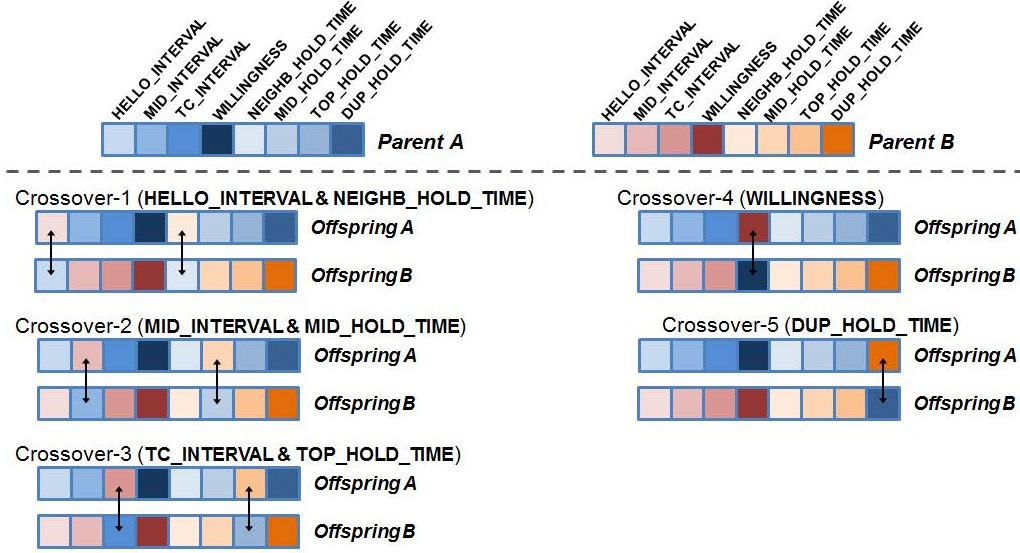 HELLO_INTERVAL
MID_INTERVAL
TC_INTERVAL
WILLINGNESS
NEIGHB_HOLD_TIME
MID_HOLD_TIME
TOP_HOLD_TIME
DUP_HOLD_TIME
Parent A
HELLO_INTERVAL
MID_INTERVAL
TC_INTERVAL
WILLINGNESS
NEIGHB_HOLD_TIME
MID_HOLD_TIME
TOP_HOLD_TIME
DUP_HOLD_TIME
Parent B
Crossover-1 (HELLO_INTERVAL & NEIGHB_HOLD_TIME)
Offspring A
Offspring B
Crossover-2 (MID_INTERVAL & MID_HOLD_TIME)
Offspring A
Offspring B
Crossover-3 (TC_INTERVAL & TOP_HOLD_TIME)
Offspring A
Offspring B
Crossover-4 (WILLINGNESS)
Offspring A
Offspring B
Crossover-5 (DUP_HOLD_TIME)
Offspring A
Offspring B